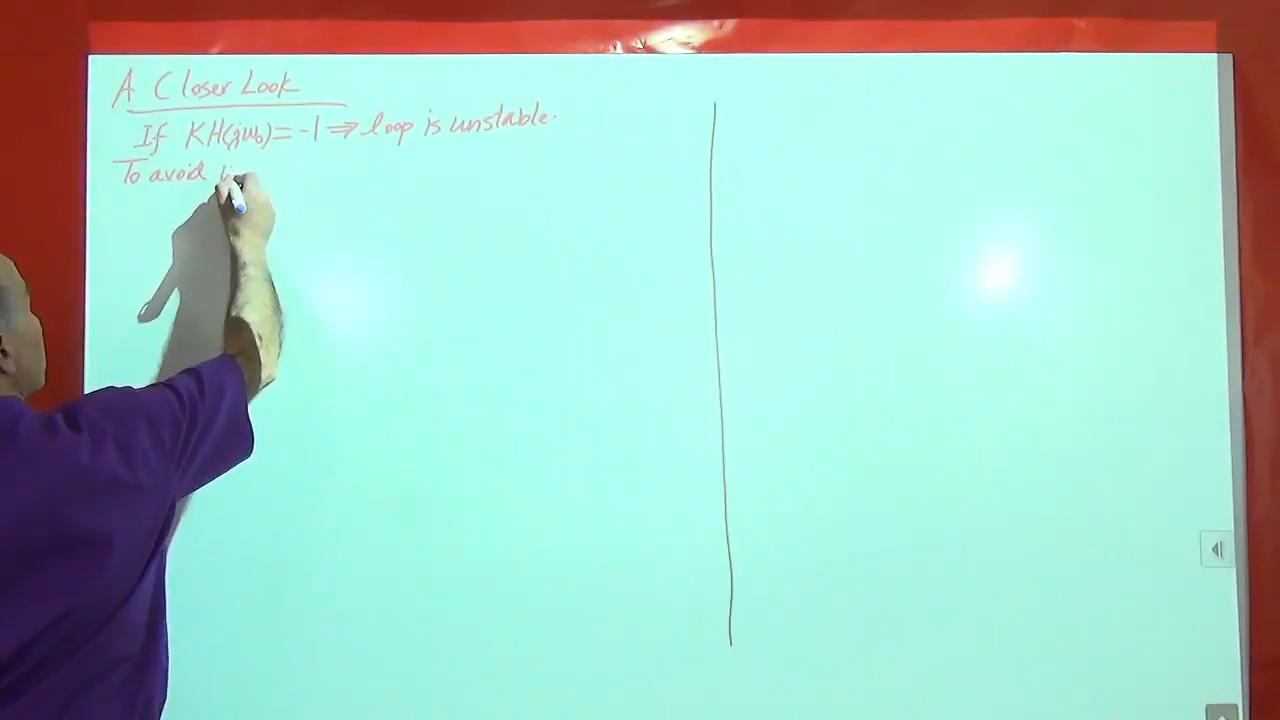 A Closer Look
If KH(jω₀) = -1 ⇒ loop is unstable.
To avoid